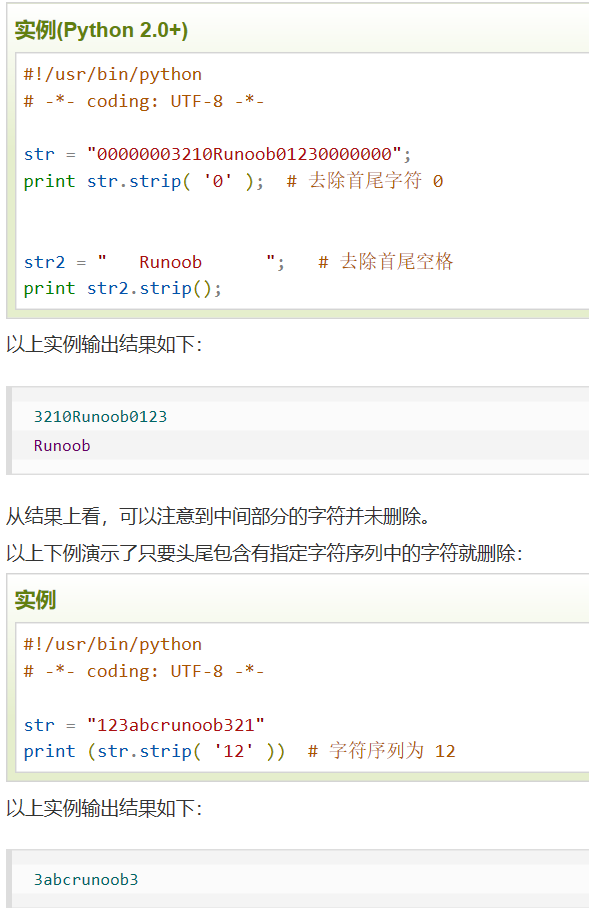 实例(Python 2.0+)
#!/usr/bin/python
# -*- coding: UTF-8 -*-
str = "00000003210Runoob01230000000";
print str.strip( '0' );  # 去除首尾字符 0
str2 = "   Runoob      ";   # 去除首尾空格
print str2.strip();
以上实例输出结果如下：
3210Runoob0123
Runoob
从结果上看，可以注意到中间部分的字符并未删除。
以上下例演示了只要头尾包含有指定字符序列中的字符就删除：
实例
#!/usr/bin/python
# -*- coding: UTF-8 -*-
str = "123abcrunoob321"
print (str.strip( '12' ))  # 字符序列为 12
以上实例输出结果如下：
3abcrunoob3